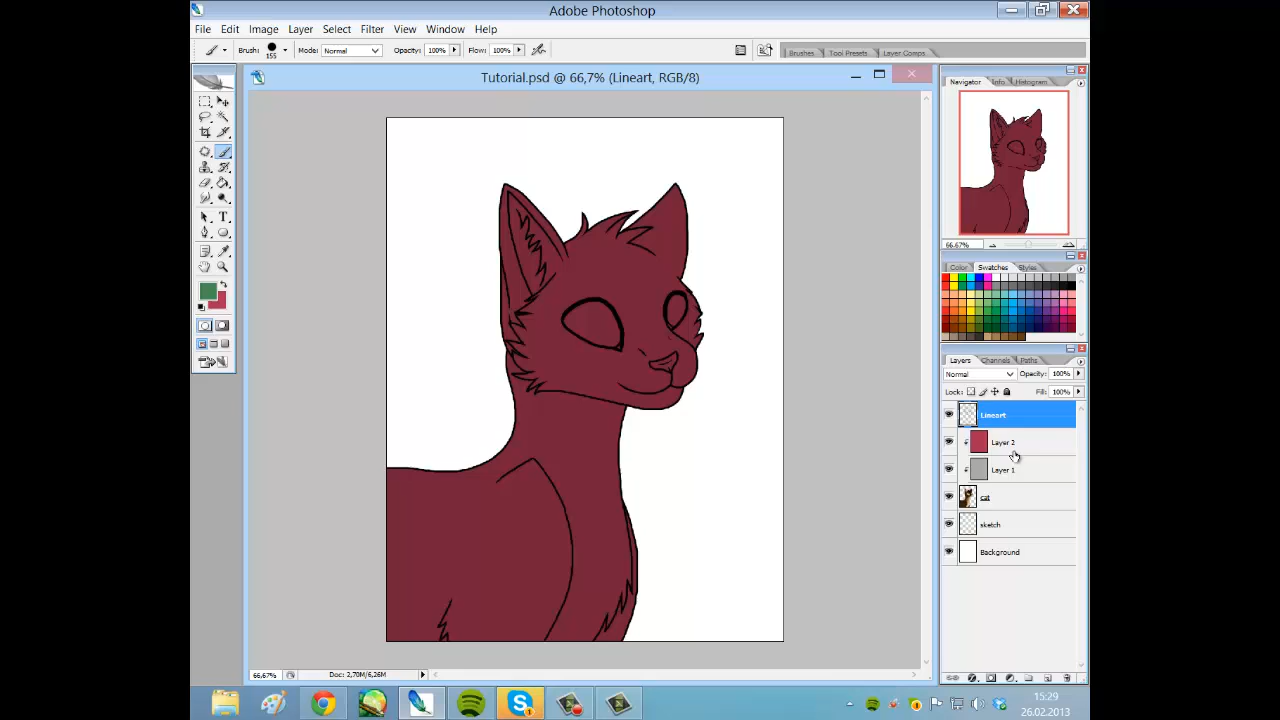 Adobe Photoshop
File Edit Image Layer Select Filter View Window Help
Brush: 155 Mode: Normal Opacity: 100% Flow: 100% Brushes Tool Presets Layer Comps
Tutorial.psd @ 66,7% (Lineart, RGB/8)
Navigator Info Histogram
66.67%
Color Swatches Styles
Layers Channels Paths
Normal Opacity: 100%
Lock: Fill: 100%
Lineart
Layer 2
Layer 1
cat
sketch
Background
66,67% Doc: 2,70M/6,26M
15:29
26.02.2013